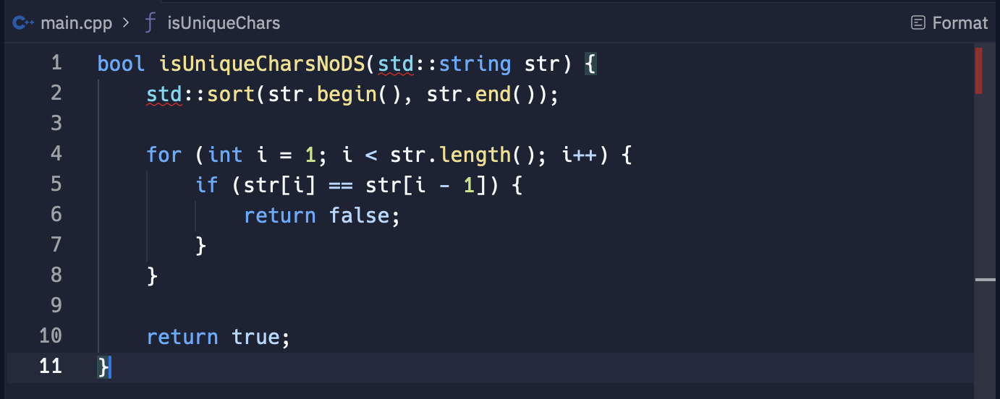 C++ main.cpp > ƒ isUniqueChars Format
1 bool isUniqueCharsNoDS(std::string str) {
2     std::sort(str.begin(), str.end());
3
4     for (int i = 1; i < str.length(); i++) {
5         if (str[i] == str[i - 1]) {
6             return false;
7         }
8     }
9
10     return true;
11 }